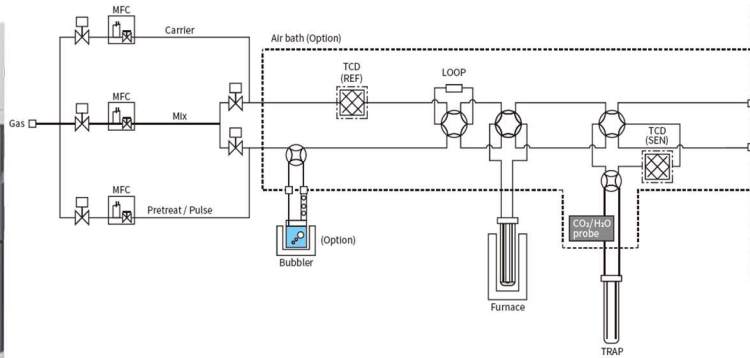 MFC
Carrier
Air bath (Option)
TCD
(REF)
LOOP
MFC
Gas
Mix
TCD
(SEN)
MFC
Pretreat / Pulse
(Option)
Bubbler
CO₂/H₂O
probe
Furnace
TRAP